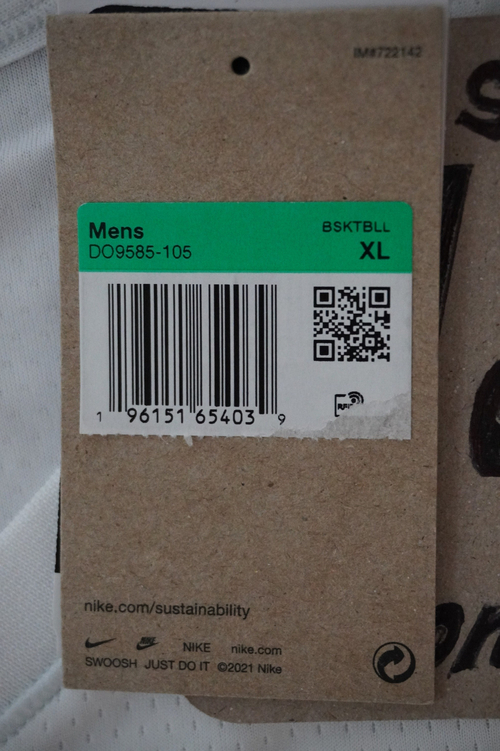 IM#722142
Mens BSKTBLL
DO9585-105 XL
1 96151 65403 9
nike.com/sustainability
NIKE nike.com
SWOOSH JUST DO IT ©2021 Nike